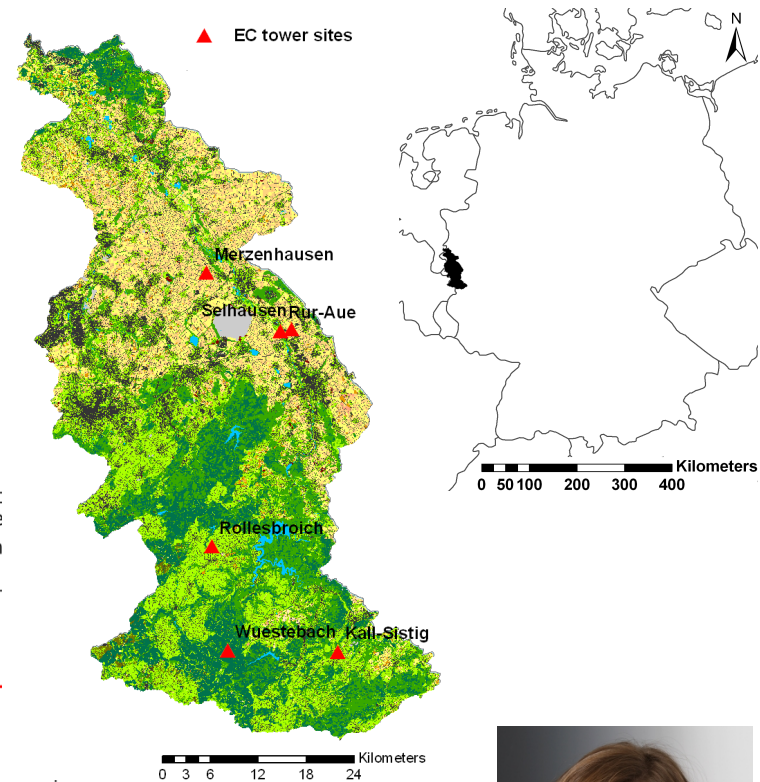 EC tower sites
N
Merzenhausen
Selhausen Rur-Aue
Rollesbroich
Wuestebach Kall-Sistig
Kilometers
0 50 100 200 300 400
Kilometers
0 3 6 12 18 24